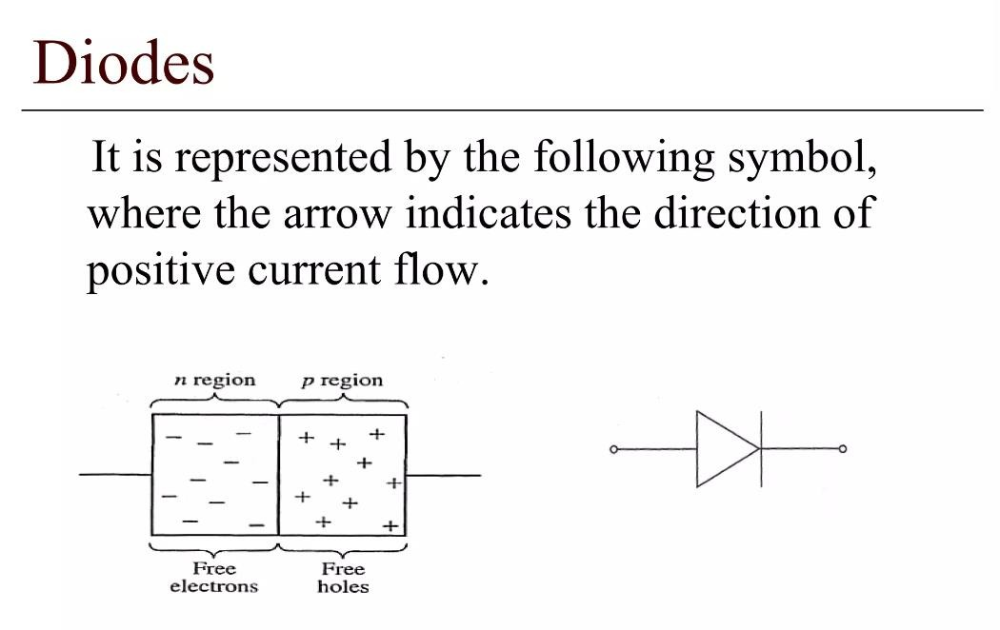 Diodes
It is represented by the following symbol,
where the arrow indicates the direction of
positive current flow.
n region p region
Free Free
electrons holes